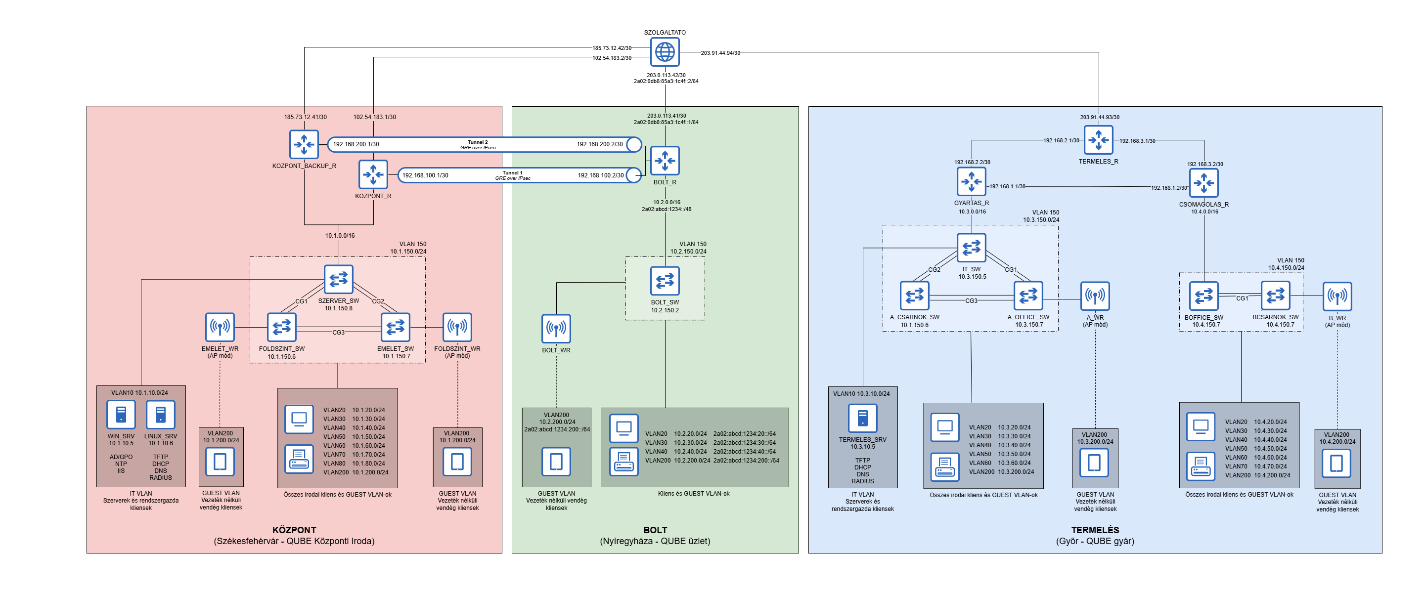 SZOLGALTATO
185.73.12.42/30
102.54.183.2/30
203.91.44.94/30
203.0.113.42/30
2a02:6db8:85a3:1c4f::2/64
185.73.12.41/30
102.54.183.1/30
203.0.113.41/30
2a02:6db8:85a3:1c4f::1/64
203.91.44.93/30
KOZPONT_BACKUP_R
192.168.200.1/30
Tunnel 2
GRE over IPsec
192.168.200.2/30
KOZPONT_R
192.168.100.1/30
Tunnel 1
GRE over IPsec
192.168.100.2/30
BOLT_R
10.2.0.0/16
2a02:abcd:1234::/48
192.168.2.1/30
192.168.3.1/30
TERMELES_R
192.168.2.2/30
192.168.3.2/30
192.168.1.1/30
192.168.1.2/30
GYARTAS_R
10.3.0.0/16
CSOMAGOLAS_R
10.4.0.0/16
10.1.0.0/16
VLAN 150
10.1.150.0/24
SZERVER_SW
10.1.150.8
CG1
CG2
CG3
FOLDSZINT_SW
10.1.150.6
EMELET_SW
10.1.150.7
EMELET_WR
(AP mód)
FOLDSZINT_WR
(AP mód)
VLAN10 10.1.10.0/24
WIN_SRV
10.1.10.5
AD/GPO
NTP
IIS
LINUX_SRV
10.1.10.6
TFTP
DHCP
DNS
RADIUS
IT VLAN
Szerverek és rendszergazda
kliensek
VLAN200
10.1.200.0/24
GUEST VLAN
Vezeték nélküli
vendég kliensek
VLAN20 10.1.20.0/24
VLAN30 10.1.30.0/24
VLAN40 10.1.40.0/24
VLAN50 10.1.50.0/24
VLAN60 10.1.60.0/24
VLAN70 10.1.70.0/24
VLAN80 10.1.80.0/24
VLAN200 10.1.200.0/24
Összes irodai kliens és GUEST VLAN-ok
VLAN200
10.1.200.0/24
GUEST VLAN
Vezeték nélküli
vendég kliensek
KÖZPONT
(Székesfehérvár - QUBE Központi Iroda)
VLAN 150
10.2.150.0/24
BOLT_SW
10.2.150.2
BOLT_WR
VLAN200
10.2.200.0/24
2a02:abcd:1234:200::/64
GUEST VLAN
Vezeték nélküli vendég
kliensek
VLAN20 10.2.20.0/24 2a02:abcd:1234:20::/64
VLAN30 10.2.30.0/24 2a02:abcd:1234:30::/64
VLAN40 10.2.40.0/24 2a02:abcd:1234:40::/64
VLAN200 10.2.200.0/24 2a02:abcd:1234:200::/64
Kliens és GUEST VLAN-ok
BOLT
(Nyíregyháza - QUBE üzlet)
VLAN 150
10.3.150.0/24
IT_SW
10.3.150.5
CG2
CG1
CG3
A_CSARNOK_SW
10.1.150.6
A_OFFICE_SW
10.3.150.7
A_WR
(AP mód)
VLAN10 10.3.10.0/24
TERMELES_SRV
10.3.10.5
TFTP
DHCP
DNS
RADIUS
IT VLAN
Szerverek és
rendszergazda kliensek
VLAN20 10.3.20.0/24
VLAN30 10.3.30.0/24
VLAN40 10.3.40.0/24
VLAN50 10.3.50.0/24
VLAN60 10.3.60.0/24
VLAN200 10.3.200.0/24
Összes irodai kliens és GUEST VLAN-ok
VLAN200
10.3.200.0/24
GUEST VLAN
Vezeték nélküli
vendég kliensek
VLAN 150
10.4.150.0/24
BOFFICE_SW
10.4.150.7
CG1
BCSARNOK_SW
10.4.150.7
B_WR
(AP mód)
VLAN20 10.4.20.0/24
VLAN30 10.4.30.0/24
VLAN40 10.4.40.0/24
VLAN50 10.4.50.0/24
VLAN60 10.4.60.0/24
VLAN70 10.4.70.0/24
VLAN200 10.4.200.0/24
Összes irodai kliens és GUEST VLAN-ok
VLAN200
10.4.200.0/24
GUEST VLAN
Vezeték nélküli
vendég kliensek
TERMELÉS
(Győr - QUBE gyár)